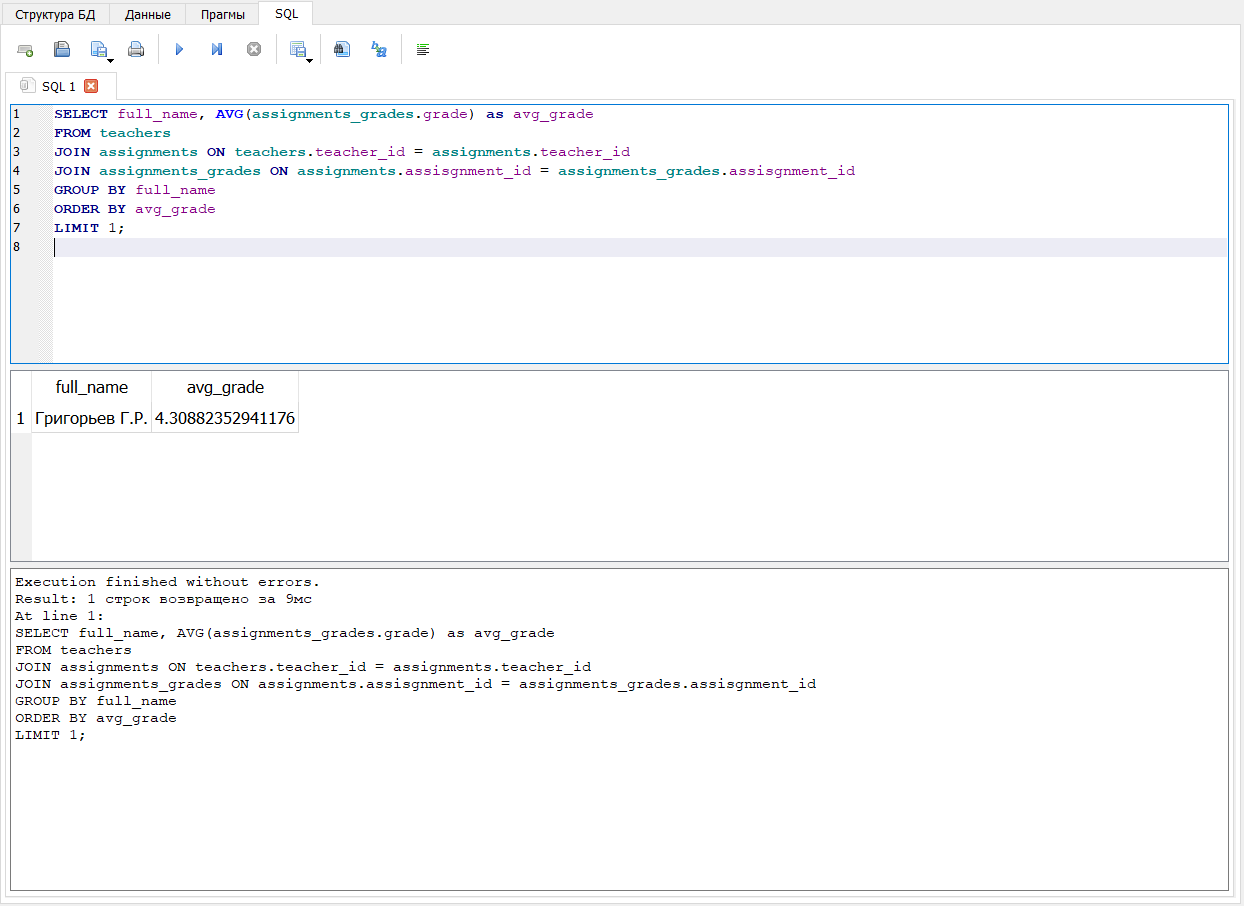 Структура БД Данные Прагмы SQL
SQL 1
1 SELECT full_name, AVG(assignments_grades.grade) as avg_grade
2 FROM teachers
3 JOIN assignments ON teachers.teacher_id = assignments.teacher_id
4 JOIN assignments_grades ON assignments.assisgnment_id = assignments_grades.assisgnment_id
5 GROUP BY full_name
6 ORDER BY avg_grade
7 LIMIT 1;
8
full_name avg_grade
1 Григорьев Г.Р. 4.30882352941176
Execution finished without errors.
Result: 1 строк возвращено за 9мс
At line 1:
SELECT full_name, AVG(assignments_grades.grade) as avg_grade
FROM teachers
JOIN assignments ON teachers.teacher_id = assignments.teacher_id
JOIN assignments_grades ON assignments.assisgnment_id = assignments_grades.assisgnment_id
GROUP BY full_name
ORDER BY avg_grade
LIMIT 1;